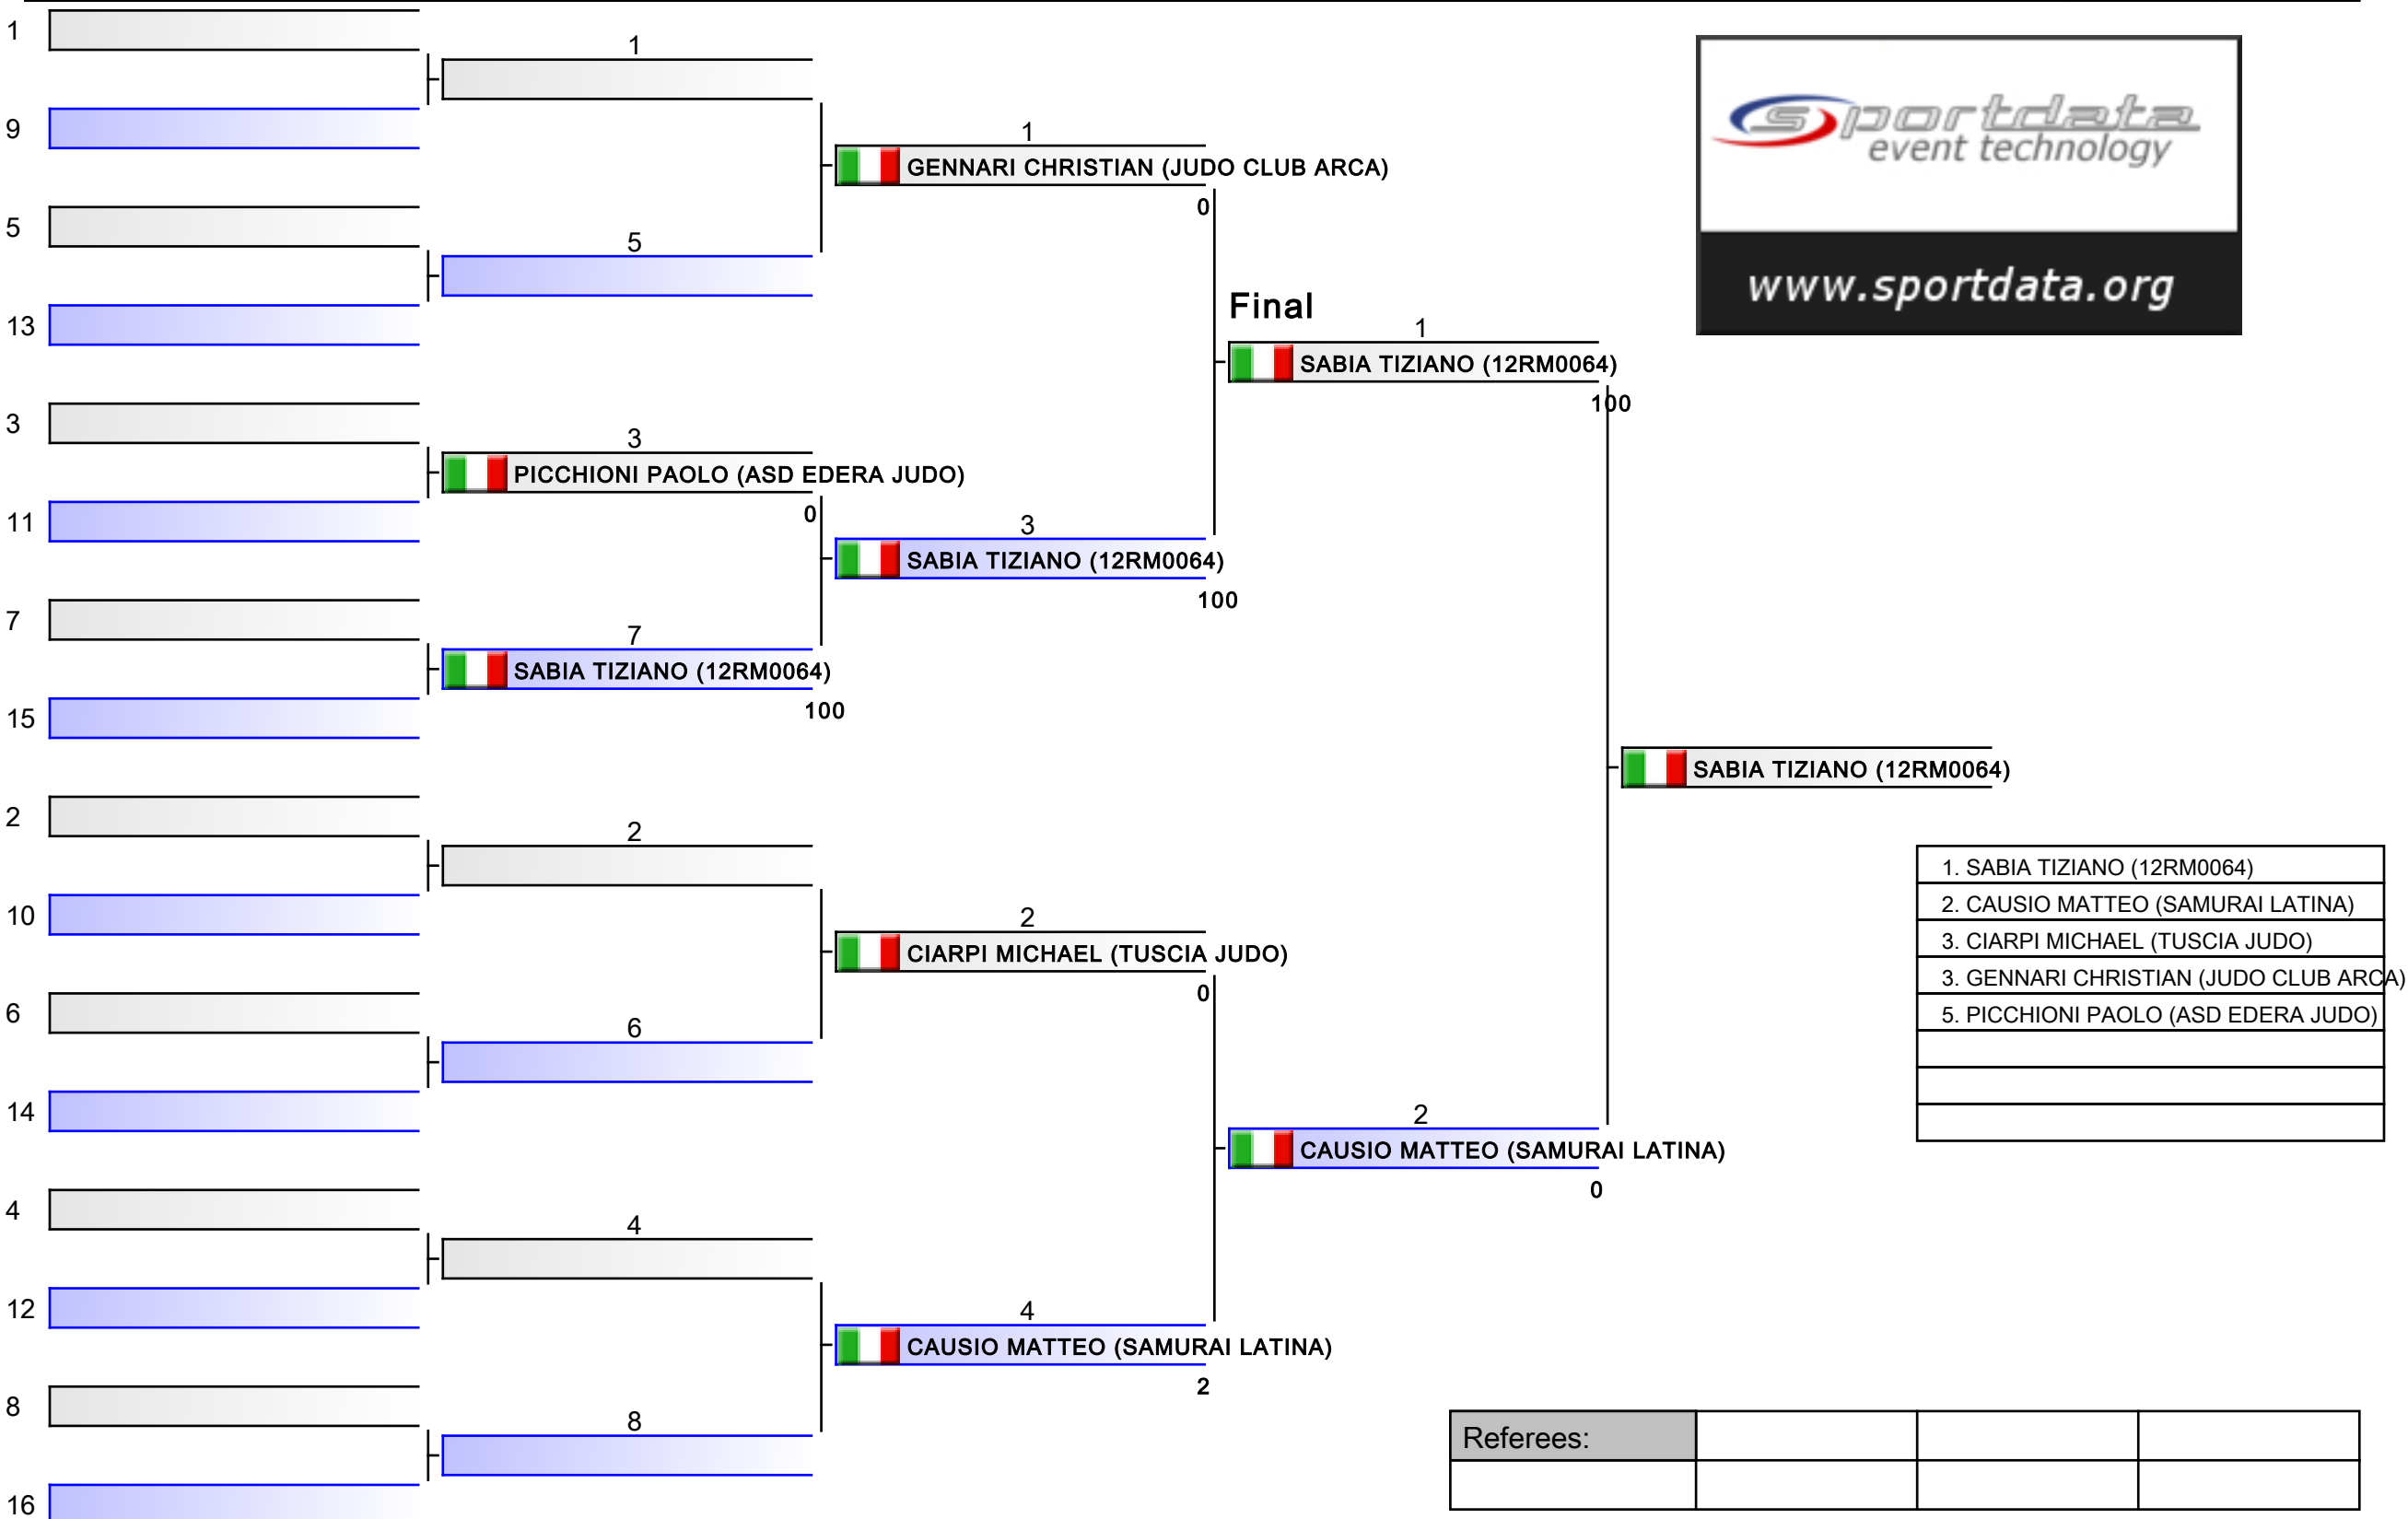 1
1
9
1
GENNARI CHRISTIAN (JUDO CLUB ARCA)
0
5
5
13
sportdata
event technology
www.sportdata.org
Final
1
SABIA TIZIANO (12RM0064)
100
3
3
PICCHIONI PAOLO (ASD EDERA JUDO)
0
11
3
SABIA TIZIANO (12RM0064)
100
7
7
SABIA TIZIANO (12RM0064)
100
15
SABIA TIZIANO (12RM0064)
2
2
10
2
CIARPI MICHAEL (TUSCIA JUDO)
0
6
6
14
1. SABIA TIZIANO (12RM0064)
2. CAUSIO MATTEO (SAMURAI LATINA)
3. CIARPI MICHAEL (TUSCIA JUDO)
3. GENNARI CHRISTIAN (JUDO CLUB ARCA)
5. PICCHIONI PAOLO (ASD EDERA JUDO)
2
CAUSIO MATTEO (SAMURAI LATINA)
0
4
4
12
4
CAUSIO MATTEO (SAMURAI LATINA)
2
8
8
16
Referees: